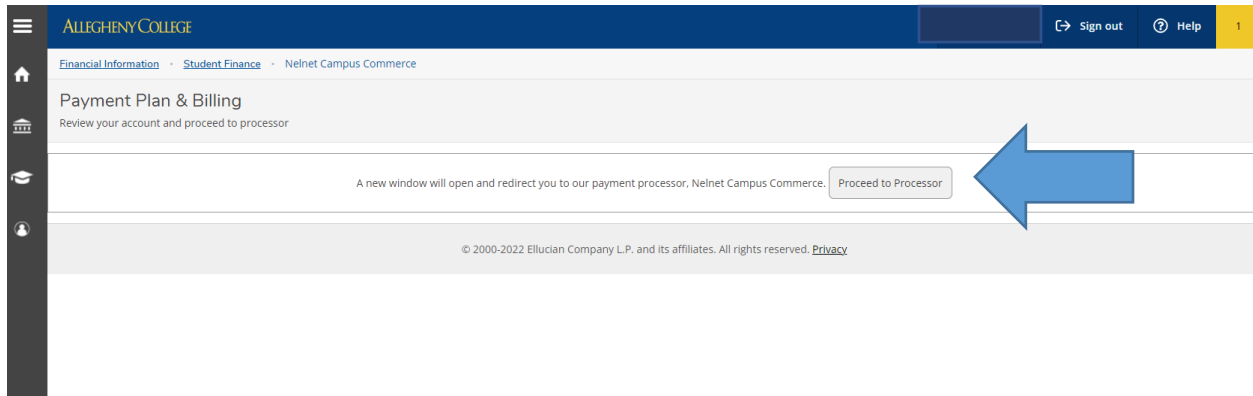 ALLEGHENY COLLEGE
Sign out
Help
1
Financial Information · Student Finance · Nelnet Campus Commerce
Payment Plan & Billing
Review your account and proceed to processor
A new window will open and redirect you to our payment processor, Nelnet Campus Commerce. Proceed to Processor
© 2000-2022 Ellucian Company L.P. and its affiliates. All rights reserved. Privacy